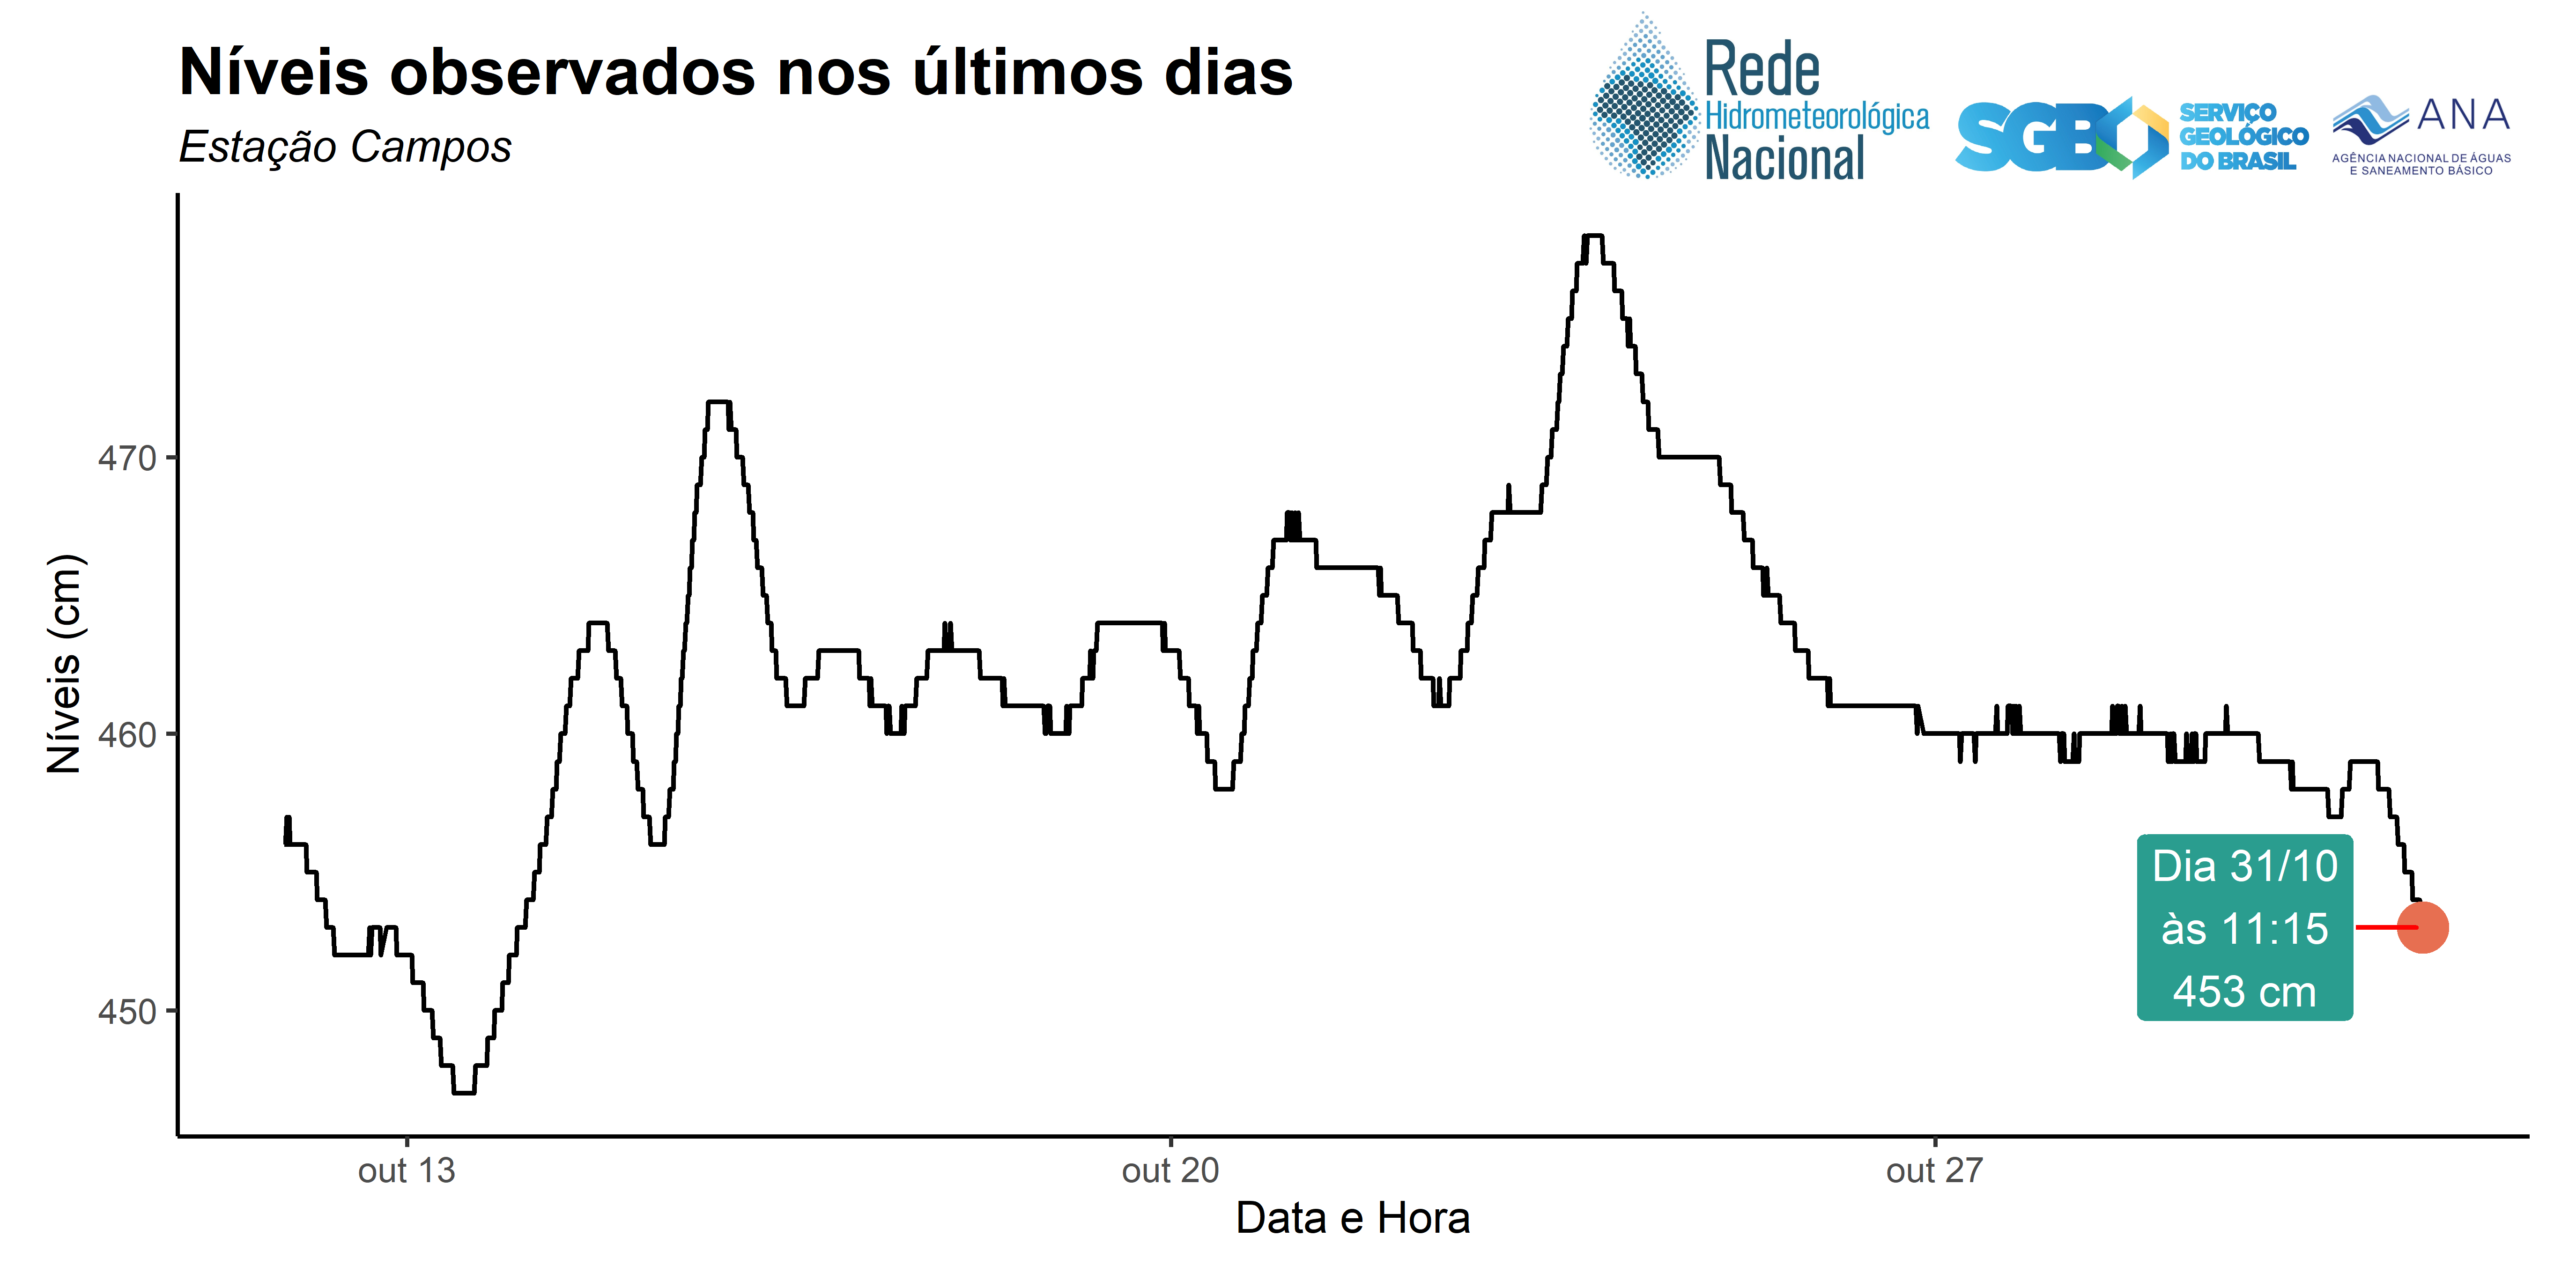 Níveis observados nos últimos dias
Estação Campos
Rede
Hidrometeorológica
Nacional
SGB
SERVIÇO
GEOLÓGICO
DO BRASIL
ANA
AGÊNCIA NACIONAL DE ÁGUAS
E SANEAMENTO BÁSICO
Níveis (cm)
470
460
450
Dia 31/10
às 11:15
453 cm
out 13
out 20
out 27
Data e Hora